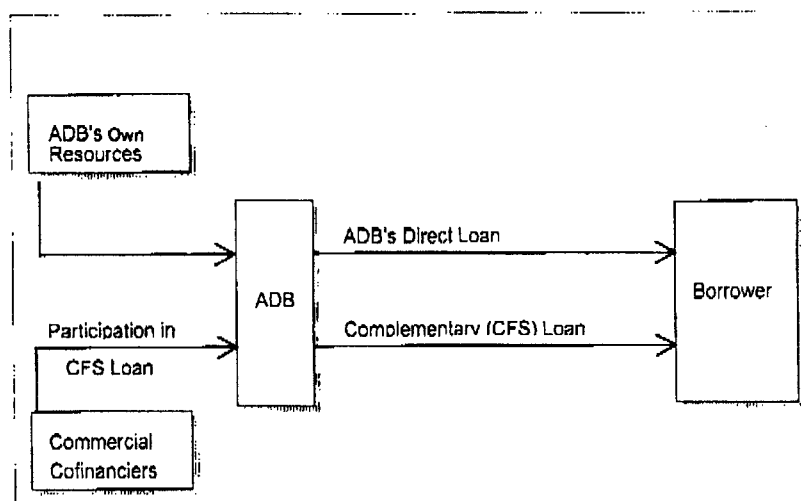 ADB's Own
Resources
ADB's Direct Loan
ADB
Borrower
Participation in
CFS Loan
Complementary (CFS) Loan
Commercial
Cofinanciers